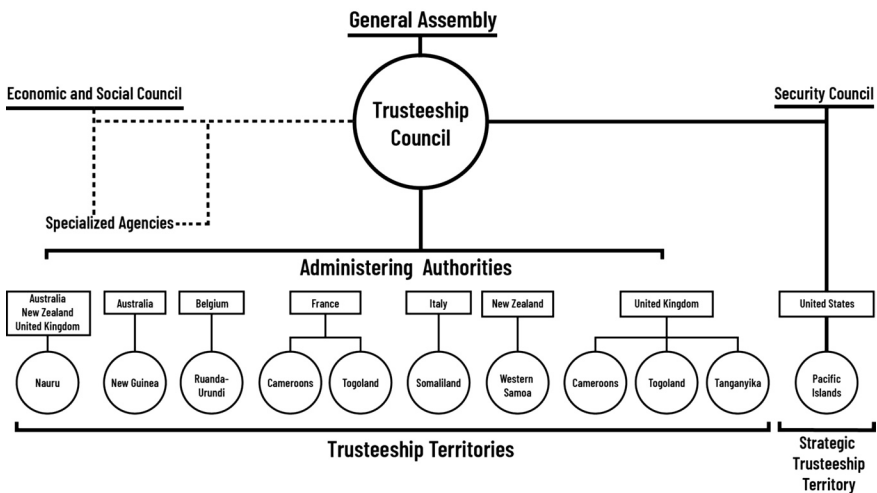 General Assembly
Economic and Social Council
Security Council
Trusteeship
Council
Specialized Agencies
Administering Authorities
Australia
New Zealand
United Kingdom
Australia
Belgium
France
Italy
New Zealand
United Kingdom
United States
Nauru
New Guinea
Ruanda-
Urundi
Cameroons
Togoland
Somaliland
Western
Samoa
Cameroons
Togoland
Tanganyika
Pacific
Islands
Trusteeship Territories
Strategic
Trusteeship
Territory